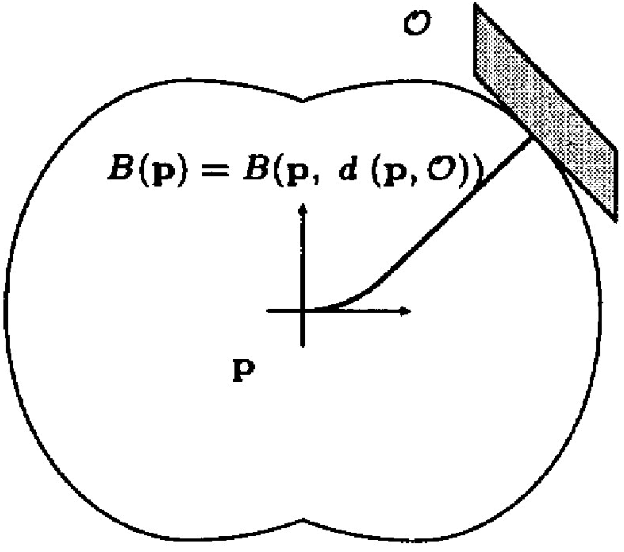 𝒪
B(p) = B(p, d (p, 𝒪))
p